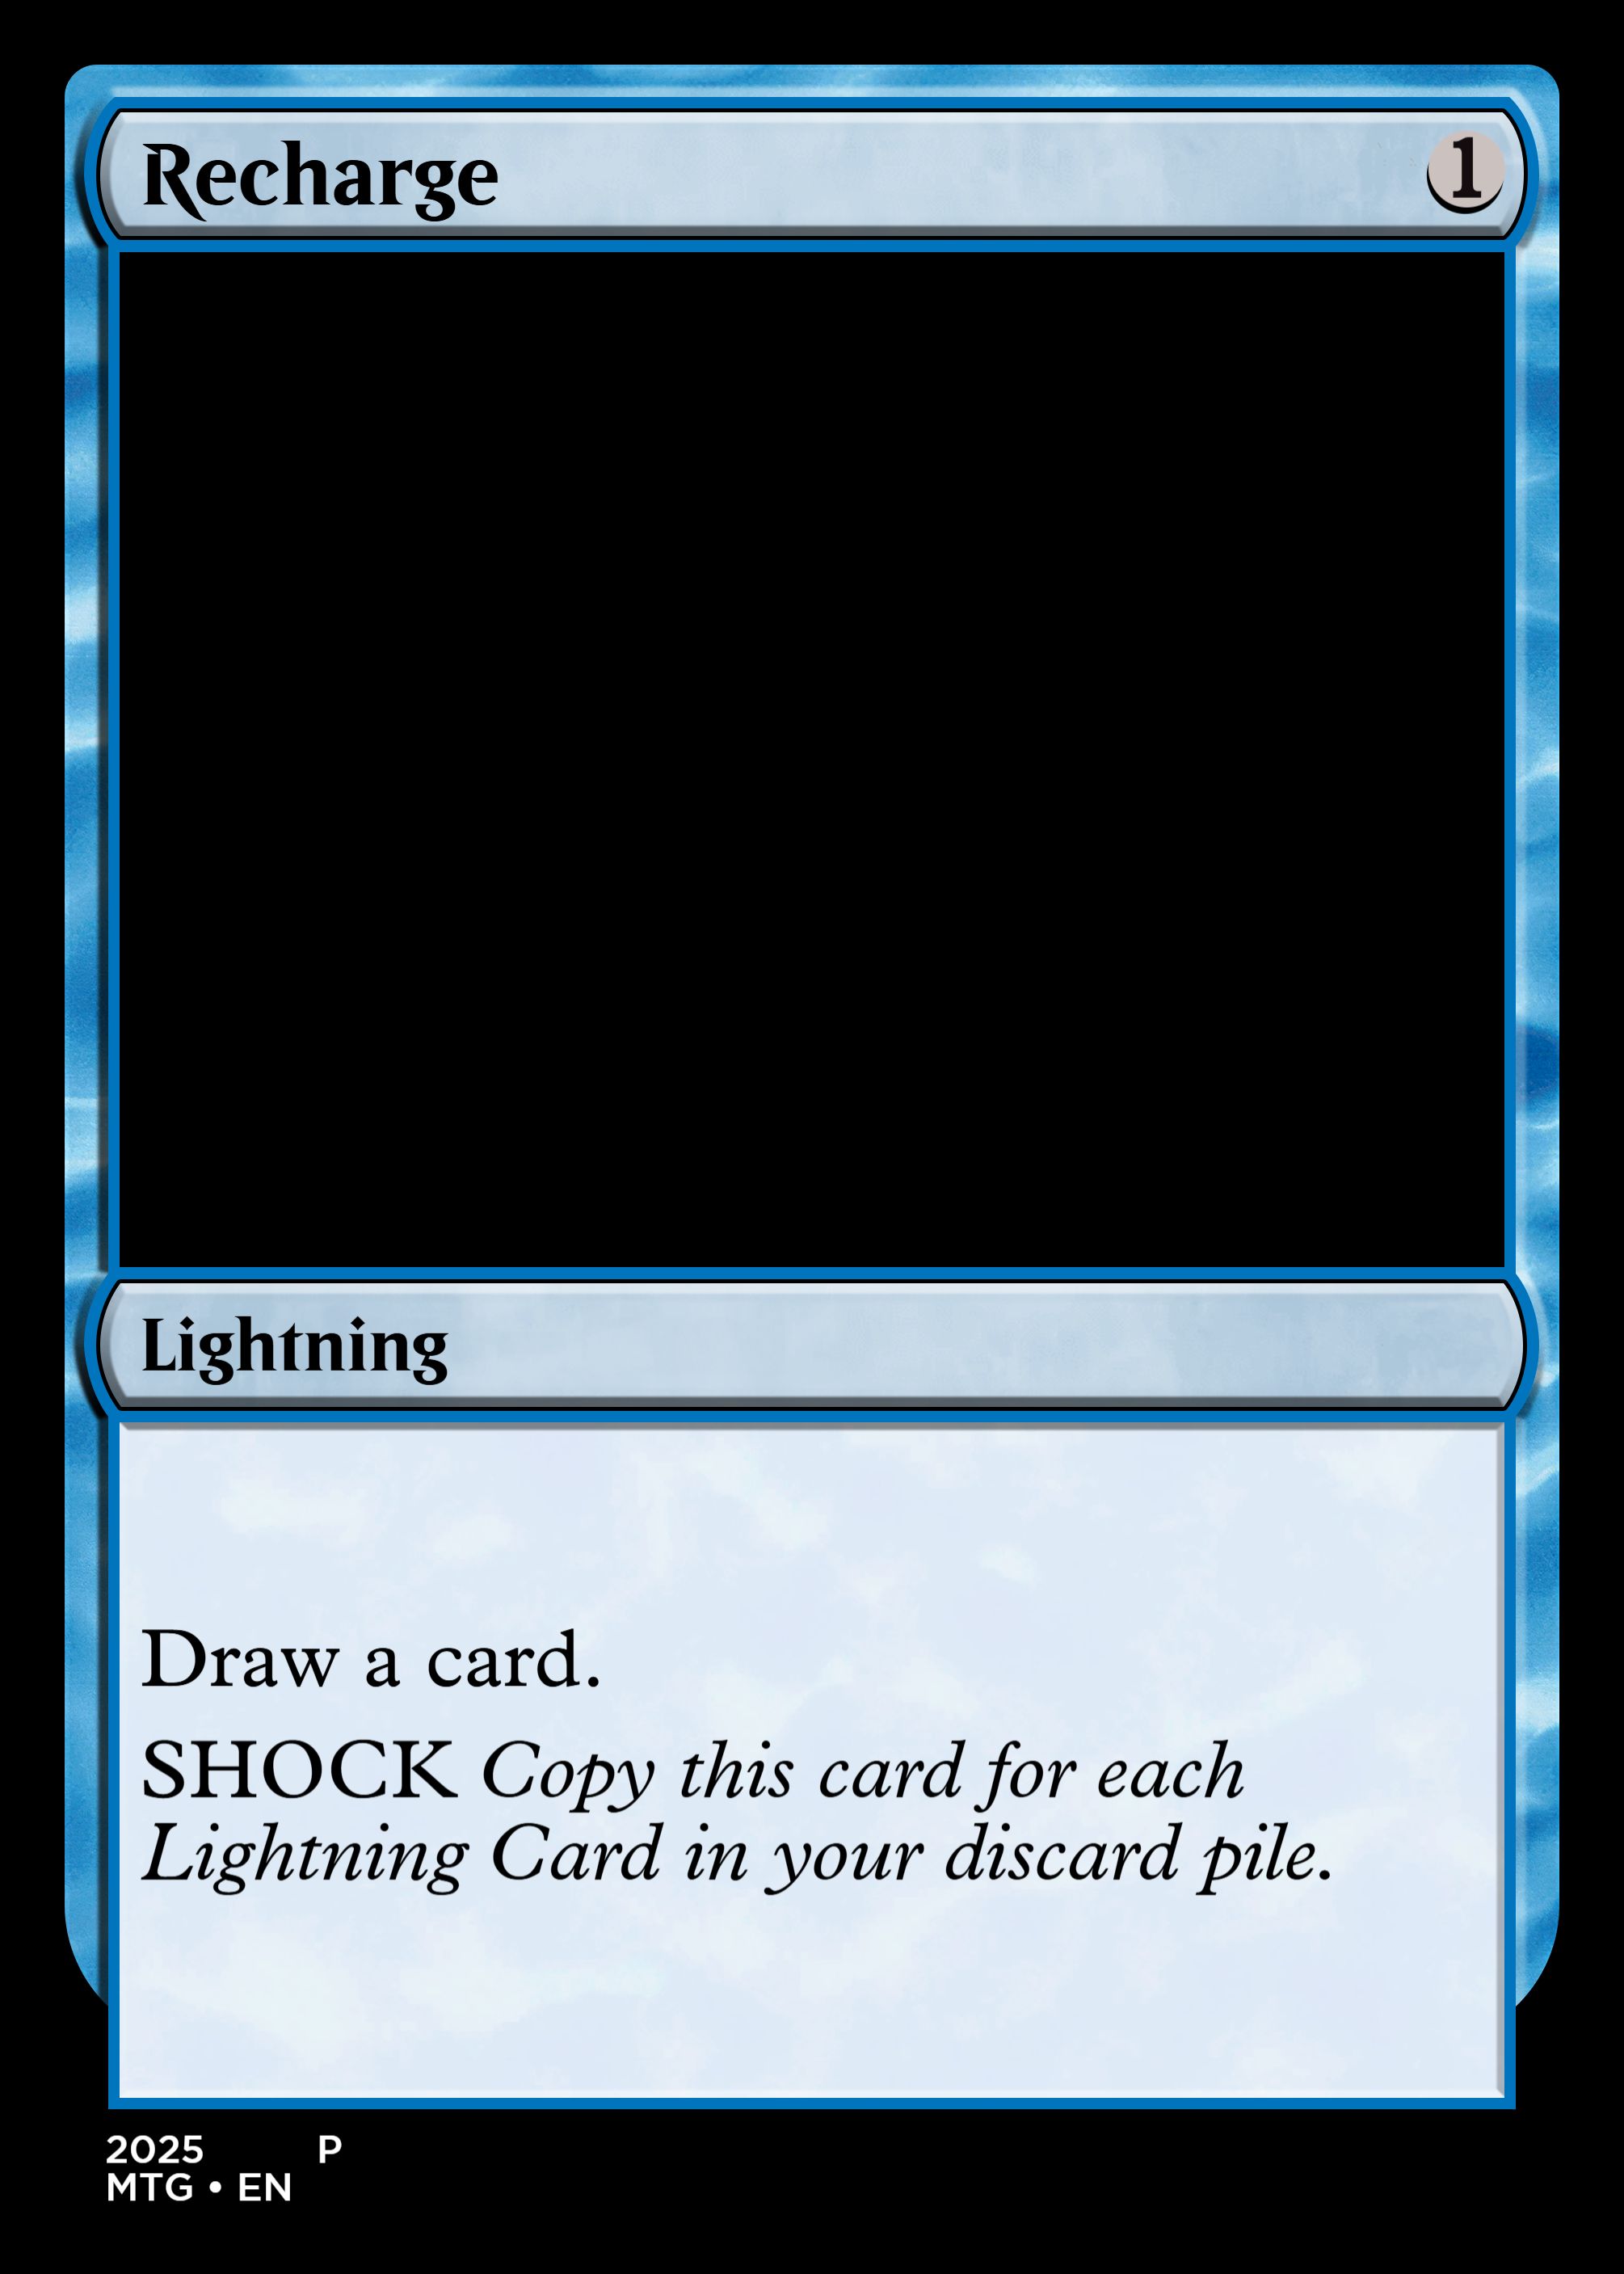 Recharge 1
Lightning
Draw a card.
SHOCK Copy this card for each
Lightning Card in your discard pile.
2025 P
MTG • EN